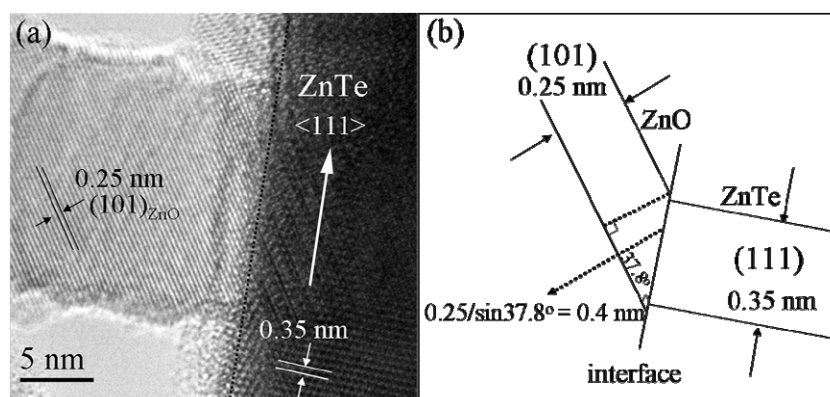 (a)
ZnTe
<111>
0.25 nm
(101)ZnO
0.35 nm
5 nm
(b)
(101)
0.25 nm
ZnO
ZnTe
(111)
0.35 nm
37.8°
0.25/sin37.8° = 0.4 nm
interface